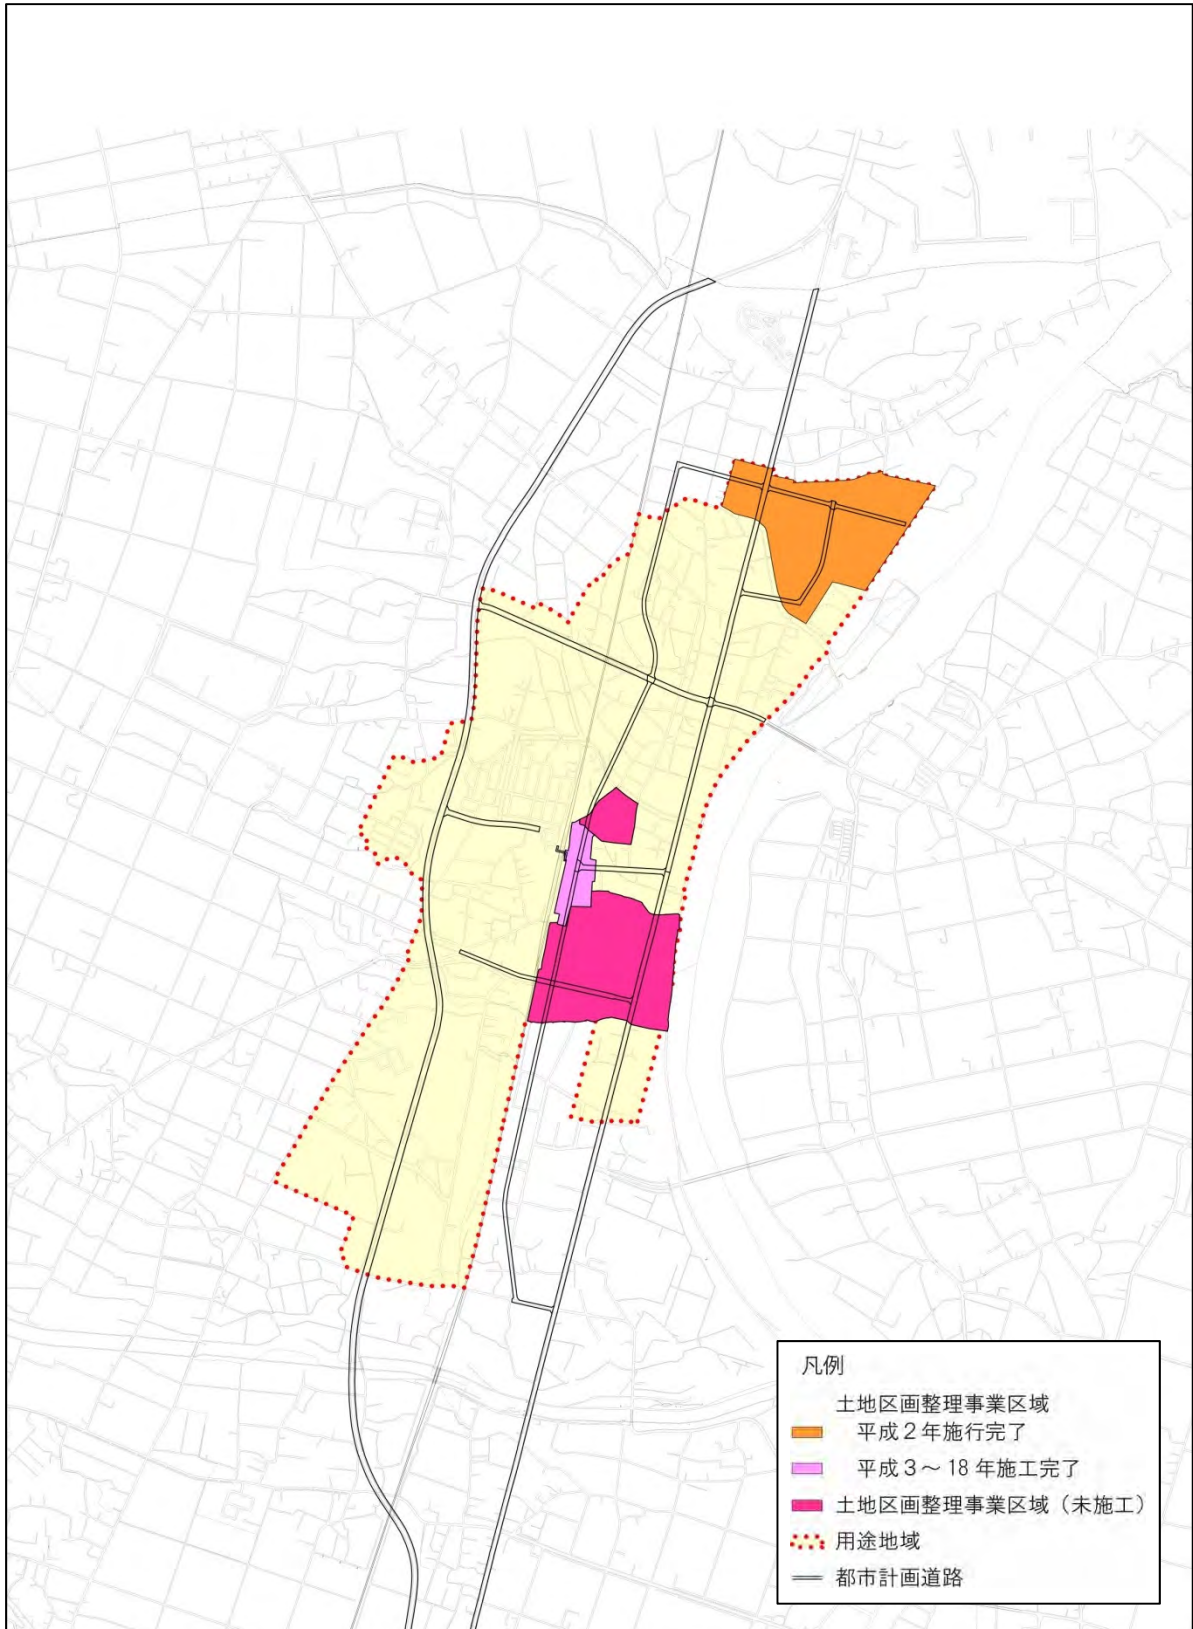 凡例
土地区画整理事業区域
平成２年施行完了
平成３～18年施工完了
土地区画整理事業区域（未施工）
用途地域
都市計画道路